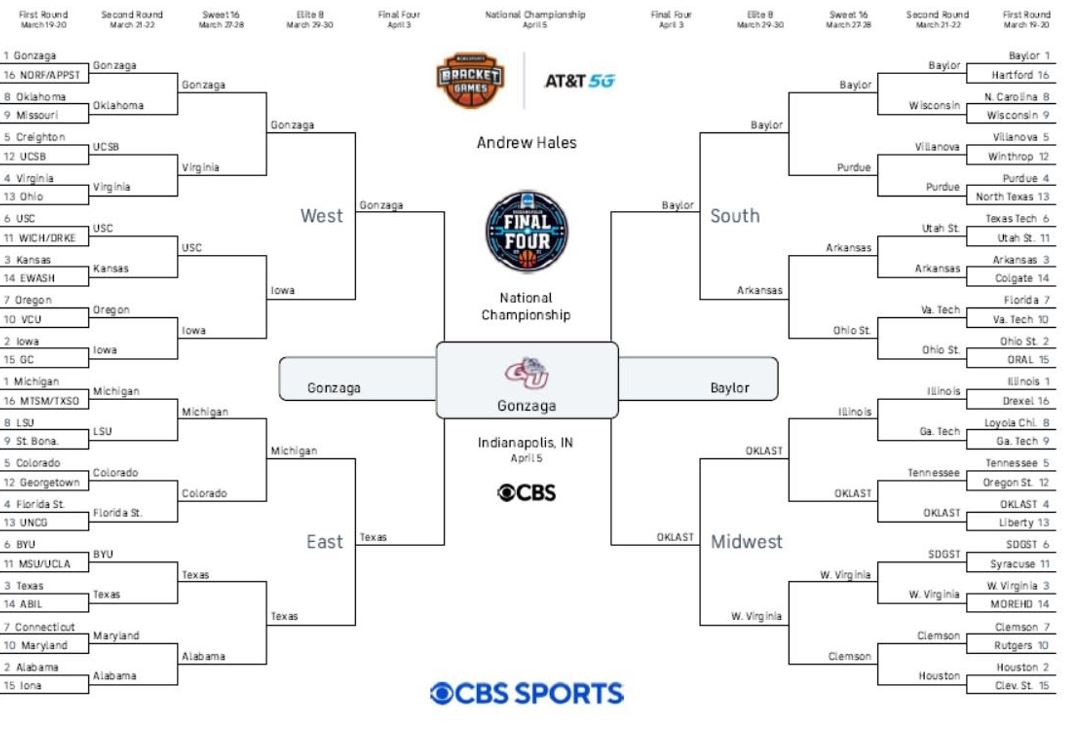 First Round
March 19-20
Second Round
March 21-22
Sweet 16
March 27-28
Elite 8
March 29-30
Final Four
April 3
National Championship
April 5
Final Four
April 3
Elite 8
March 29-30
Sweet 16
March 27-28
Second Round
March 21-22
First Round
March 19-20
1 Gonzaga
16 NORF/APPST
8 Oklahoma
9 Missouri
5 Creighton
12 UCSB
4 Virginia
13 Ohio
6 USC
11 WICH/DRKE
3 Kansas
14 EWASH
7 Oregon
10 VCU
2 Iowa
15 GC
Gonzaga
Oklahoma
UCSB
Virginia
USC
Kansas
Oregon
Iowa
Gonzaga
Virginia
USC
Iowa
Gonzaga
Iowa
West
Gonzaga
1 Michigan
16 MTSM/TXSO
8 LSU
9 St. Bona.
5 Colorado
12 Georgetown
4 Florida St.
13 UNCG
6 BYU
11 MSU/UCLA
3 Texas
14 ABIL
7 Connecticut
10 Maryland
2 Alabama
15 Iona
Michigan
LSU
Colorado
Florida St.
BYU
Texas
Maryland
Alabama
Michigan
Colorado
Texas
Alabama
Michigan
Texas
East
Texas
BRACKET
GAMES
AT&T 5G
Andrew Hales
FINAL
FOUR
National
Championship
Gonzaga
GU
Gonzaga
Baylor
Indianapolis, IN
April 5
CBS
CBS SPORTS
Baylor
South
Baylor
Arkansas
Baylor
Purdue
Arkansas
Ohio St.
Baylor
Wisconsin
Villanova
Purdue
Utah St.
Arkansas
Va. Tech
Ohio St.
Baylor 1
Hartford 16
N. Carolina 8
Wisconsin 9
Villanova 5
Winthrop 12
Purdue 4
North Texas 13
Texas Tech 6
Utah St. 11
Arkansas 3
Colgate 14
Florida 7
Va. Tech 10
Ohio St. 2
ORAL 15
OKLAST
Midwest
OKLAST
W. Virginia
Illinois
OKLAST
W. Virginia
Clemson
Illinois
Ga. Tech
Tennessee
OKLAST
SDGST
W. Virginia
Clemson
Houston
Illinois 1
Drexel 16
Loyola Chi. 8
Ga. Tech 9
Tennessee 5
Oregon St. 12
OKLAST 4
Liberty 13
SDGST 6
Syracuse 11
W. Virginia 3
MOREHD 14
Clemson 7
Rutgers 10
Houston 2
Clev. St. 15